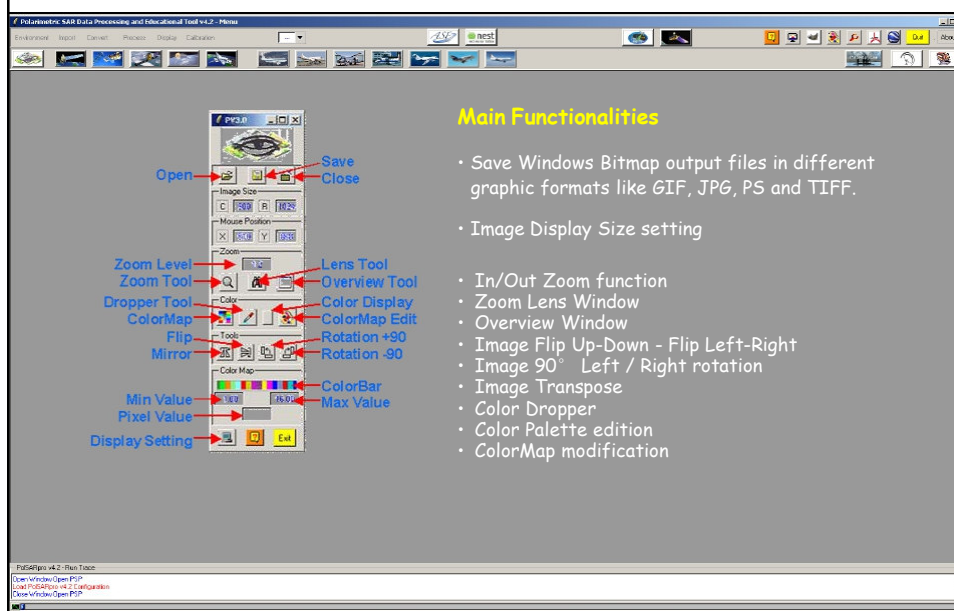 Polarimetric SAR Data Processing and Educational Tool v4.2 - Menu
Environment Import Convert Process Display Calibration
ASF nest
Quit
PV3.0
Main Functionalities
• Save Windows Bitmap output files in different
graphic formats like GIF, JPG, PS and TIFF.
• Image Display Size setting
• In/Out Zoom function
• Zoom Lens Window
• Overview Window
• Image Flip Up-Down - Flip Left-Right
• Image 90° Left / Right rotation
• Image Transpose
• Color Dropper
• Color Palette edition
• ColorMap modification
Open
Save
Close
Image Size
C R
Mouse Position
X Y
Zoom
Zoom Level
Lens Tool
Zoom Tool
Overview Tool
Color
Dropper Tool
Color Display
ColorMap
ColorMap Edit
Tools
Flip
Rotation +90
Mirror
Rotation -90
Color Map
ColorBar
Min Value
Max Value
Pixel Value
Display Setting
Exit
PolSARpro v4.2 - Run Trace
Open Window Open PSP
Load PolSARpro v4.2 Configuration
Close Window Open PSP